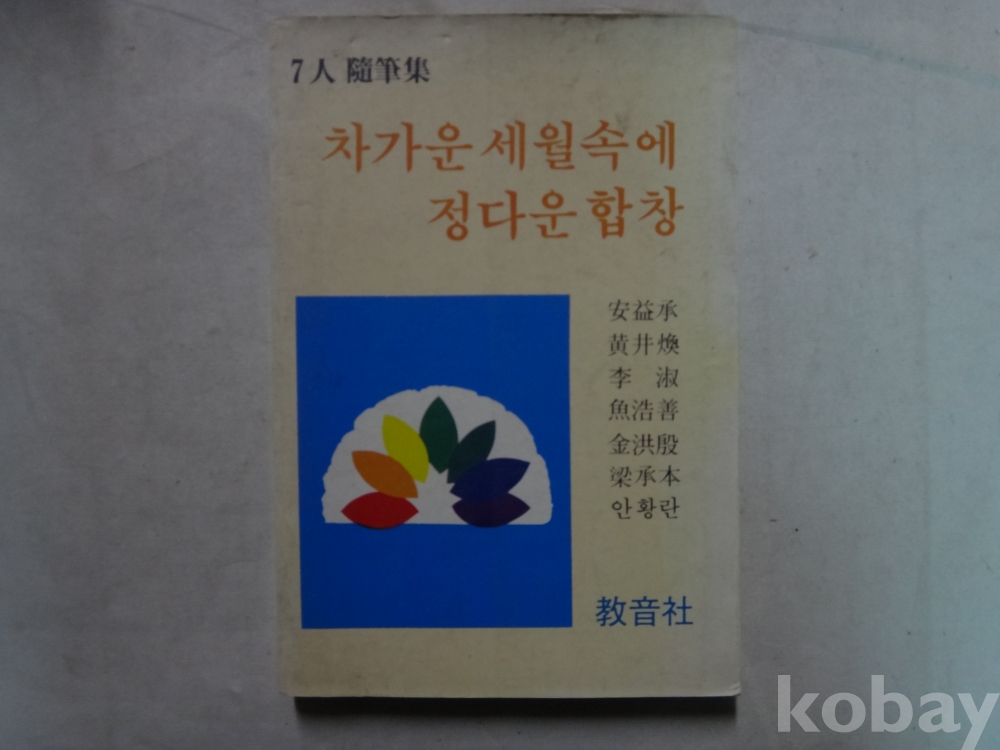 7人 隨筆集
차가운 세월속에
정다운 합창
安益承
黄井煥
李 淑
魚浩善
金洪殷
梁承本
안황란
教音社
kobay